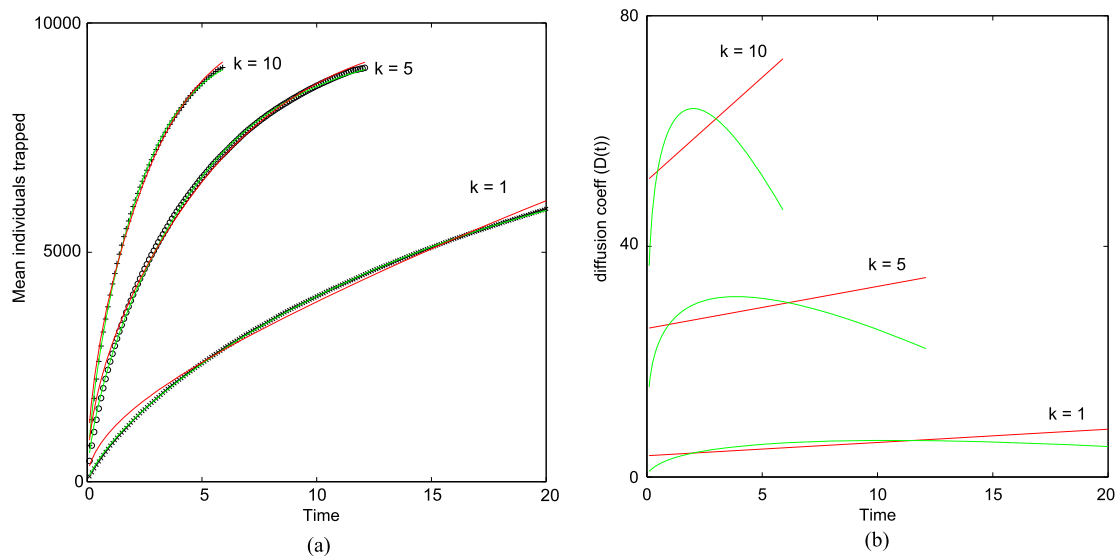 10000
k = 10
k = 5
k = 1
5000
0
0
5
10
15
20
Mean individuals trapped
Time
(a)
80
k = 10
40
k = 5
k = 1
0
0
5
10
15
20
diffusion coeff (D(t))
Time
(b)